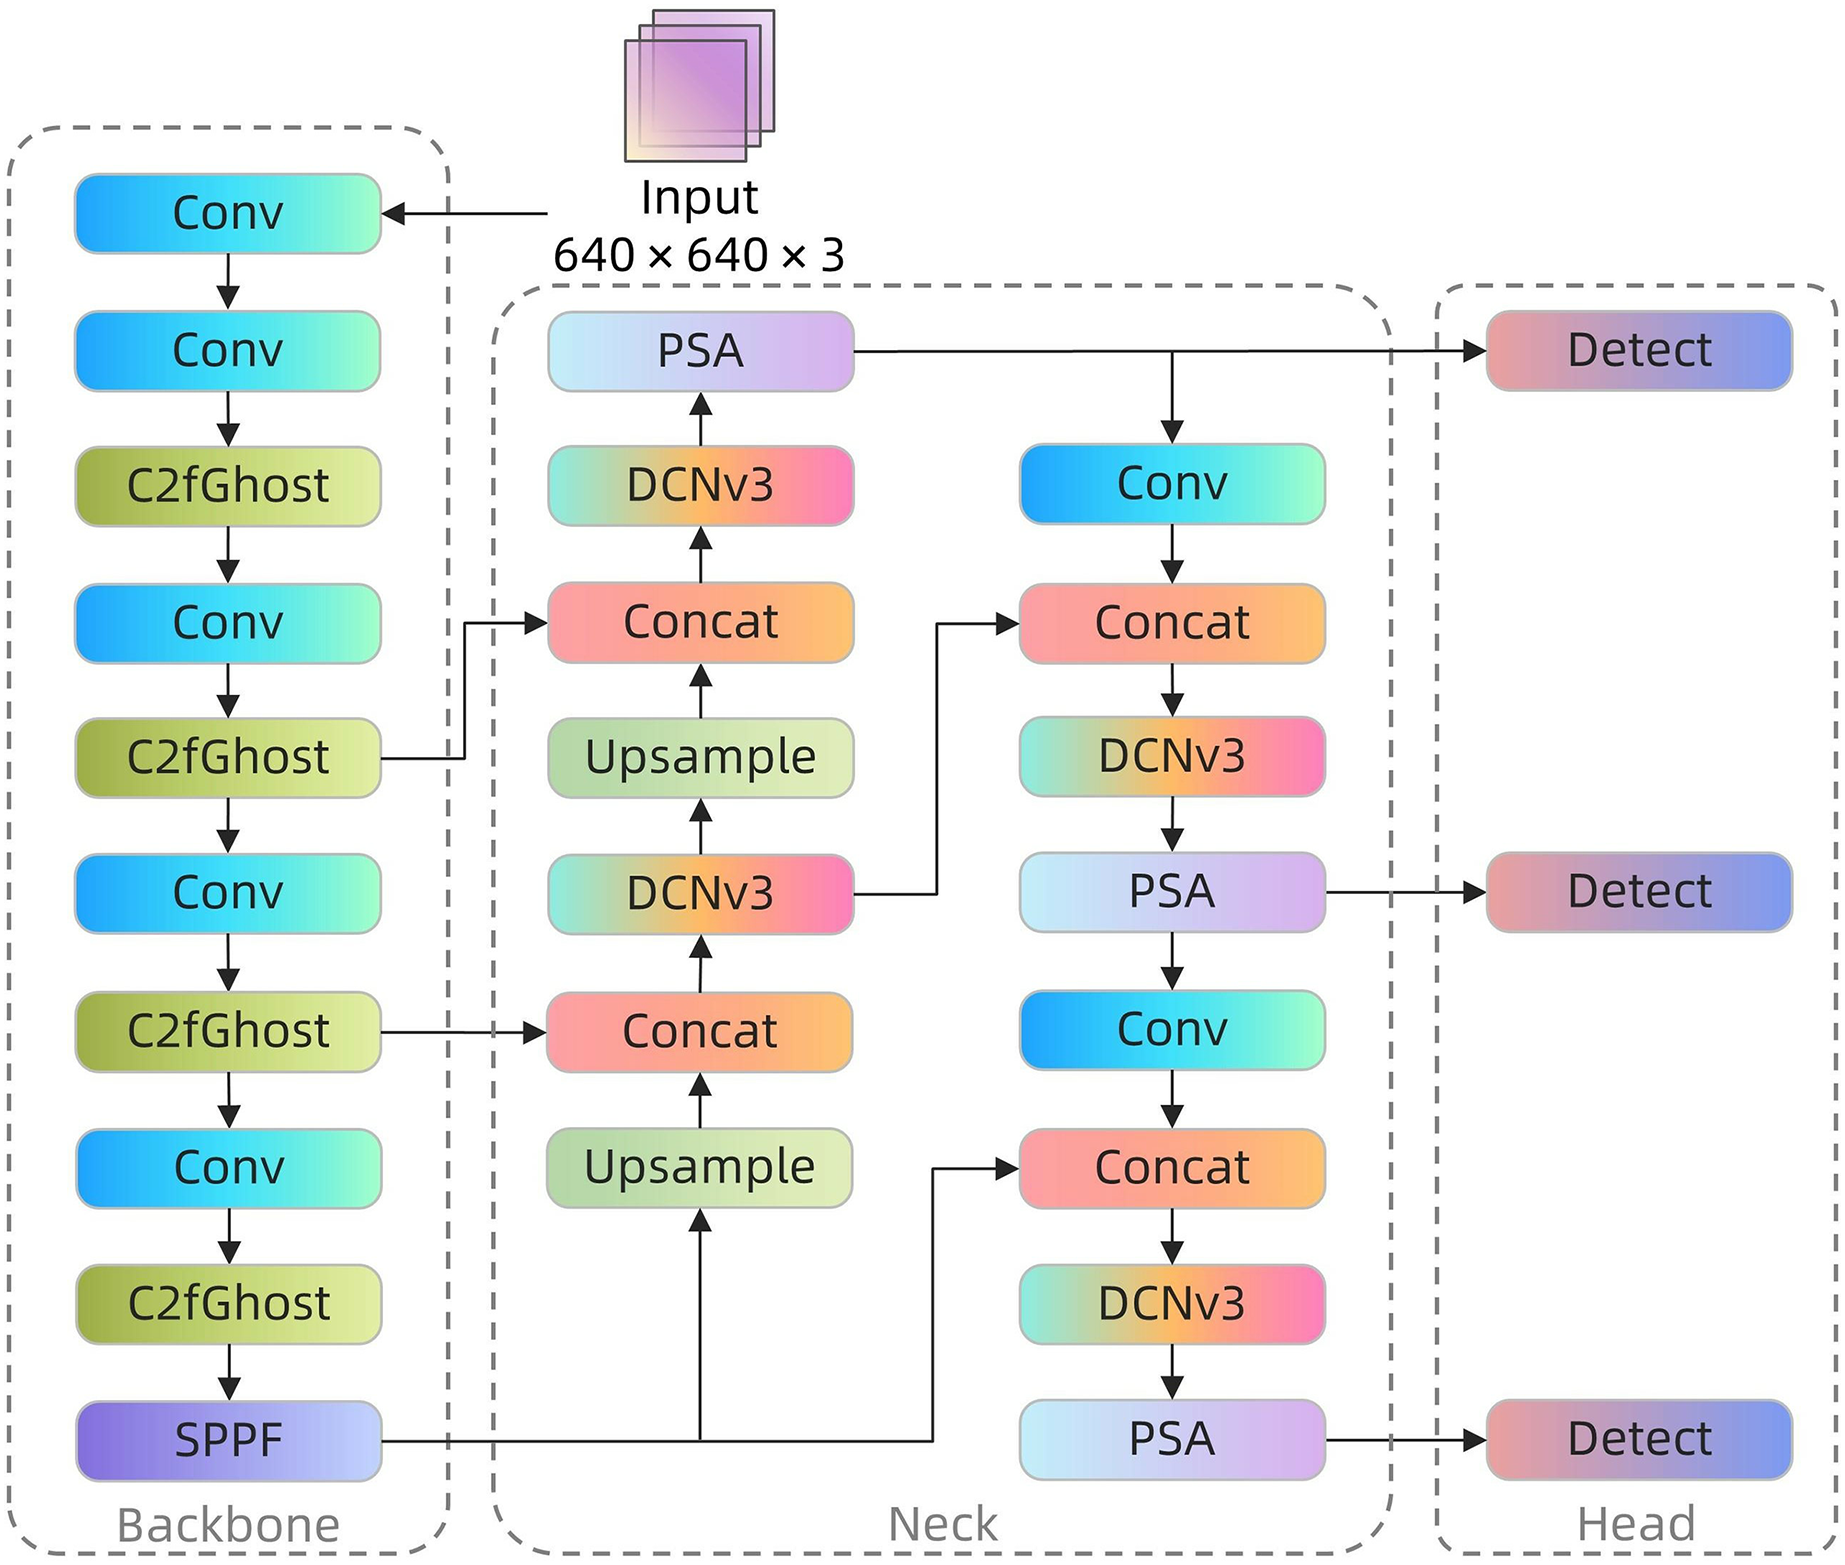 Input
640 × 640 × 3
Conv
Conv
C2fGhost
Conv
C2fGhost
Conv
C2fGhost
Conv
C2fGhost
SPPF
Backbone
PSA
DCNv3
Concat
Upsample
DCNv3
Concat
Upsample
Conv
Concat
DCNv3
PSA
Conv
Concat
DCNv3
PSA
Neck
Detect
Detect
Detect
Head